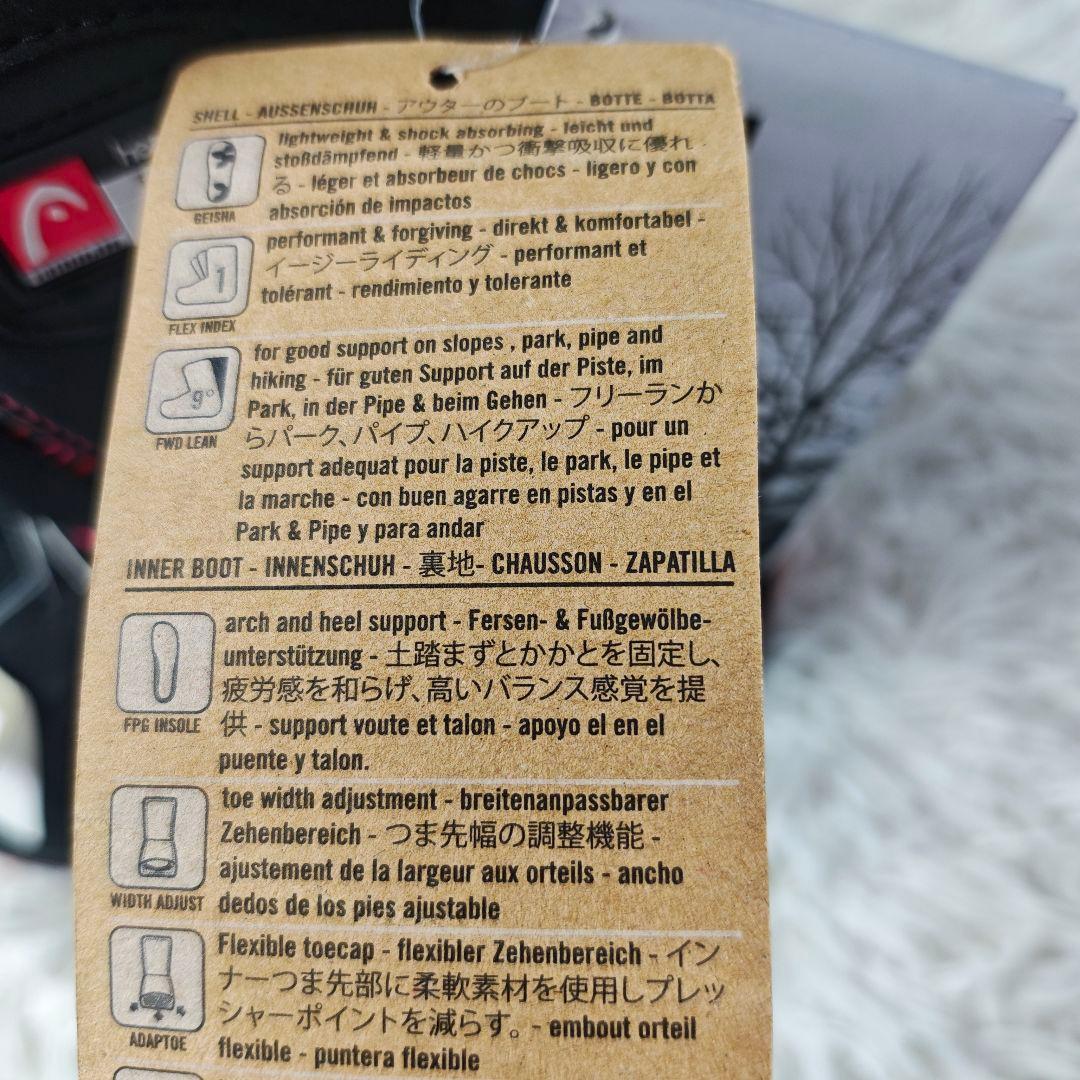 SHELL - AUSSENSCHUH - アウターのブート - BOTTE - BOTTA
lightweight & shock absorbing - leicht und
stoßdämpfend - 軽量かつ衝撃吸収に優れ
る - léger et absorbeur de chocs - ligero y con
absorción de impactos
GEISHA
performant & forgiving - direkt & komfortabel -
イージーライディング - performant et
tolérant - rendimiento y tolerante
1
FLEX INDEX
for good support on slopes , park, pipe and
hiking - für guten Support auf der Piste, im
Park, in der Pipe & beim Gehen - フリーランか
らパーク、パイプ、ハイクアップ - pour un
support adequat pour la piste, le park, le pipe et
la marche - con buen agarre en pistas y en el
Park & Pipe y para andar
9°
FWD LEAN
INNER BOOT - INNENSCHUH - 裏地- CHAUSSON - ZAPATILLA
arch and heel support - Fersen- & Fußgewölbe-
unterstützung - 土踏まずとかかとを固定し、
疲労感を和らげ、高いバランス感覚を提
供 - support voute et talon - apoyo el en el
puente y talon.
FPG INSOLE
toe width adjustment - breitenanpassbarer
Zehenbereich - つま先幅の調整機能 -
ajustement de la largeur aux orteils - ancho
dedos de los pies ajustable
WIDTH ADJUST
Flexible toecap - flexibler Zehenbereich - イン
ナーつま先部に柔軟素材を使用しプレッ
シャーポイントを減らす。 - embout orteil
flexible - puntera flexible
ADAPTOE